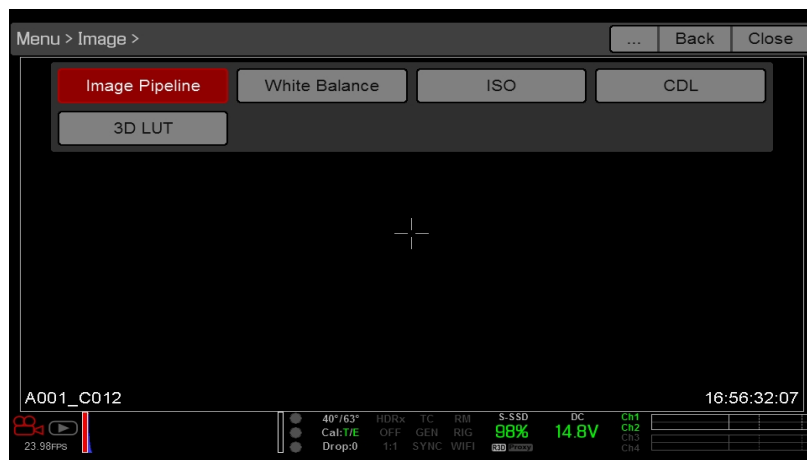 Menu > Image > ... Back Close
Image Pipeline White Balance ISO CDL
3D LUT
A001_C012 16:56:32:07
40°/63° HDRx TC RM S-SSD DC Ch1
Cal:T/E OFF GEN RIG 98% 14.8V Ch2
23.98FPS Drop:0 1:1 SYNC WIFI R3D Proxy Ch3
Ch4